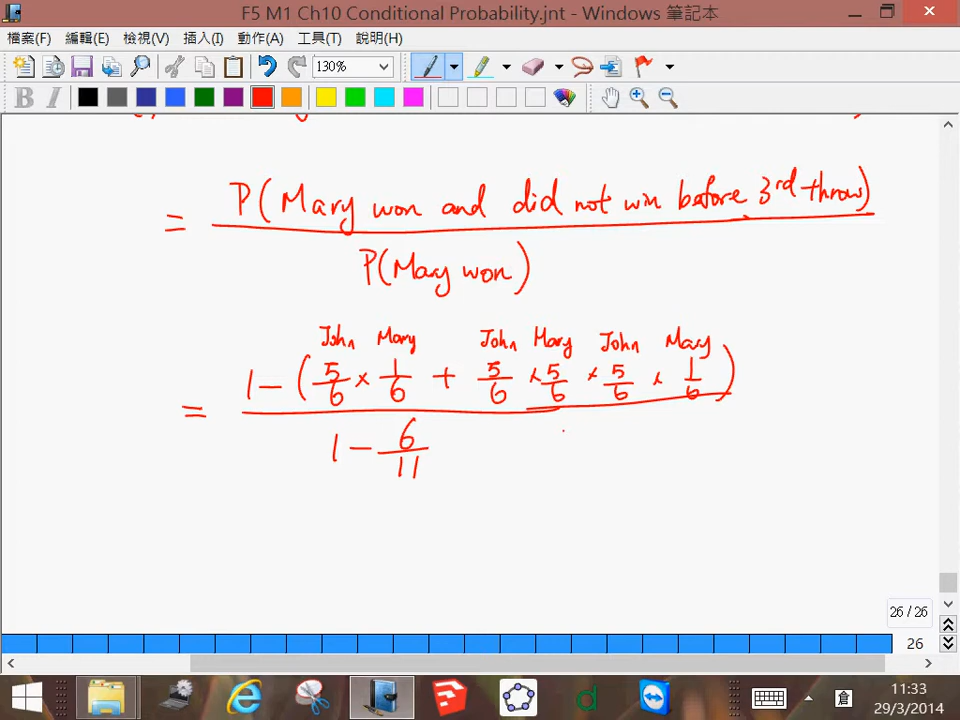 F5 M1 Ch10 Conditional Probability.jnt - Windows 筆記本
檔案(F) 編輯(E) 檢視(V) 插入(I) 動作(A) 工具(T) 說明(H)
130%
B I
= P(Mary won and did not win before 3rd throw)
P(Mary won)
John Mary John Mary John Mary
= 1 - (5/6 × 1/6 + 5/6 × 5/6 × 5/6 × 1/6)
1 - 6/11
26 / 26
26
倉
11:33
29/3/2014